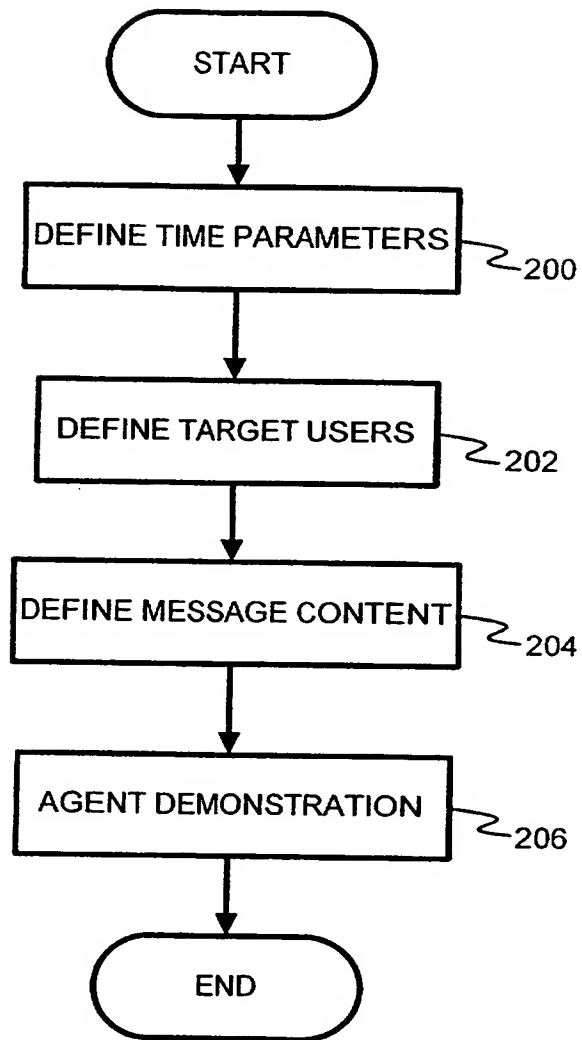 START
DEFINE TIME PARAMETERS
200
DEFINE TARGET USERS
202
DEFINE MESSAGE CONTENT
204
AGENT DEMONSTRATION
206
END